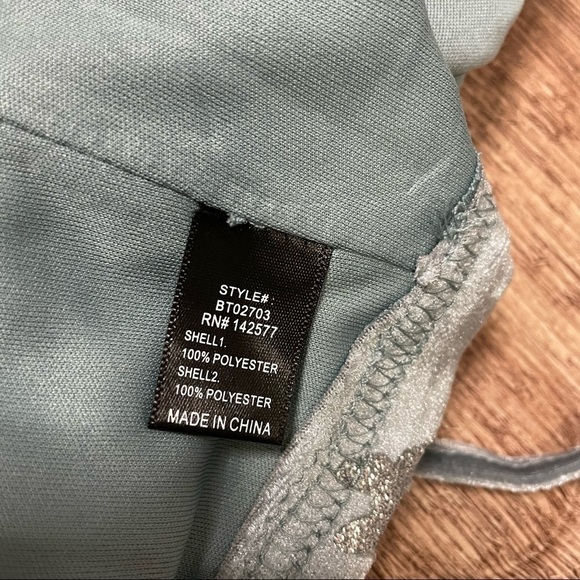 STYLE#.
BT02703
RN# 142577
SHELL1.
100% POLYESTER
SHELL2.
100% POLYESTER
MADE IN CHINA